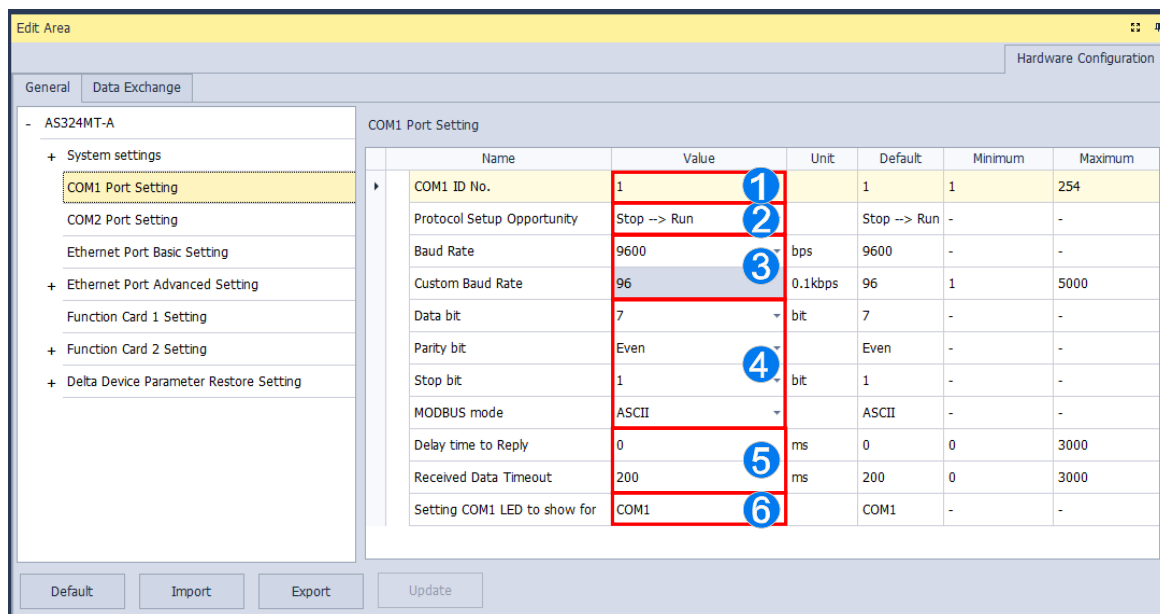 Edit Area
Hardware Configuration
General Data Exchange
- AS324MT-A
+ System settings
COM1 Port Setting
COM2 Port Setting
Ethernet Port Basic Setting
+ Ethernet Port Advanced Setting
Function Card 1 Setting
+ Function Card 2 Setting
+ Delta Device Parameter Restore Setting
COM1 Port Setting
Name Value Unit Default Minimum Maximum
COM1 ID No. 1 1 1 1 254
Protocol Setup Opportunity Stop --> Run 2 Stop --> Run - -
Baud Rate 9600 bps 9600 - -
3
Custom Baud Rate 96 0.1kbps 96 1 5000
Data bit 7 bit 7 - -
Parity bit Even Even - -
4
Stop bit 1 bit 1 - -
MODBUS mode ASCII ASCII - -
Delay time to Reply 0 ms 0 0 3000
5
Received Data Timeout 200 ms 200 0 3000
Setting COM1 LED to show for COM1 6 COM1 - -
Default Import Export Update